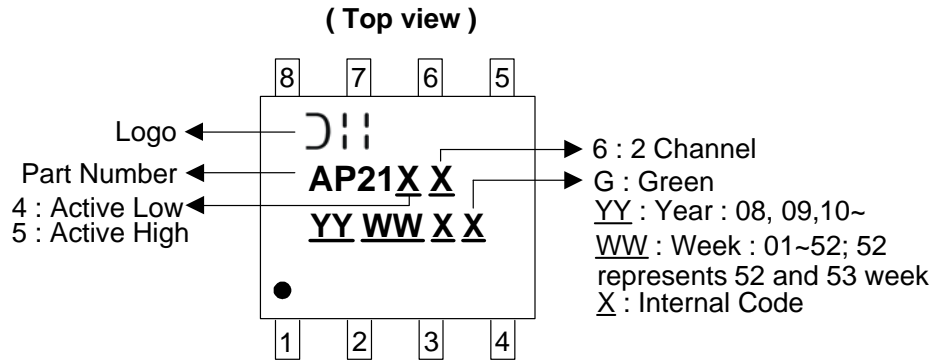 ( Top view )
8 7 6 5
Logo
Part Number
4 : Active Low
5 : Active High
AP21X X
YY WW X X
6 : 2 Channel
G : Green
YY : Year : 08, 09,10~
WW : Week : 01~52; 52
represents 52 and 53 week
X : Internal Code
1 2 3 4